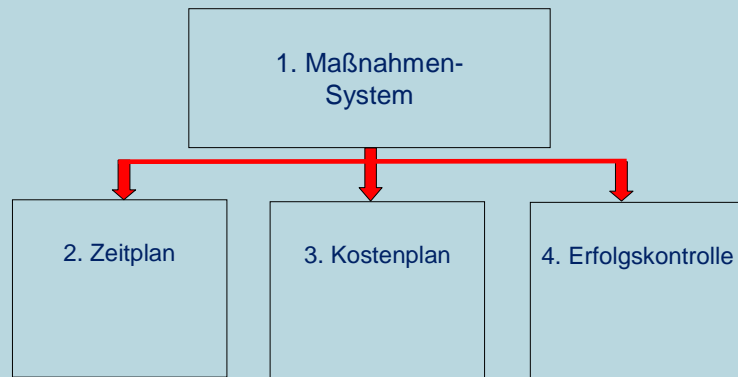 1. Maßnahmen-
System
2. Zeitplan
3. Kostenplan
4. Erfolgskontrolle